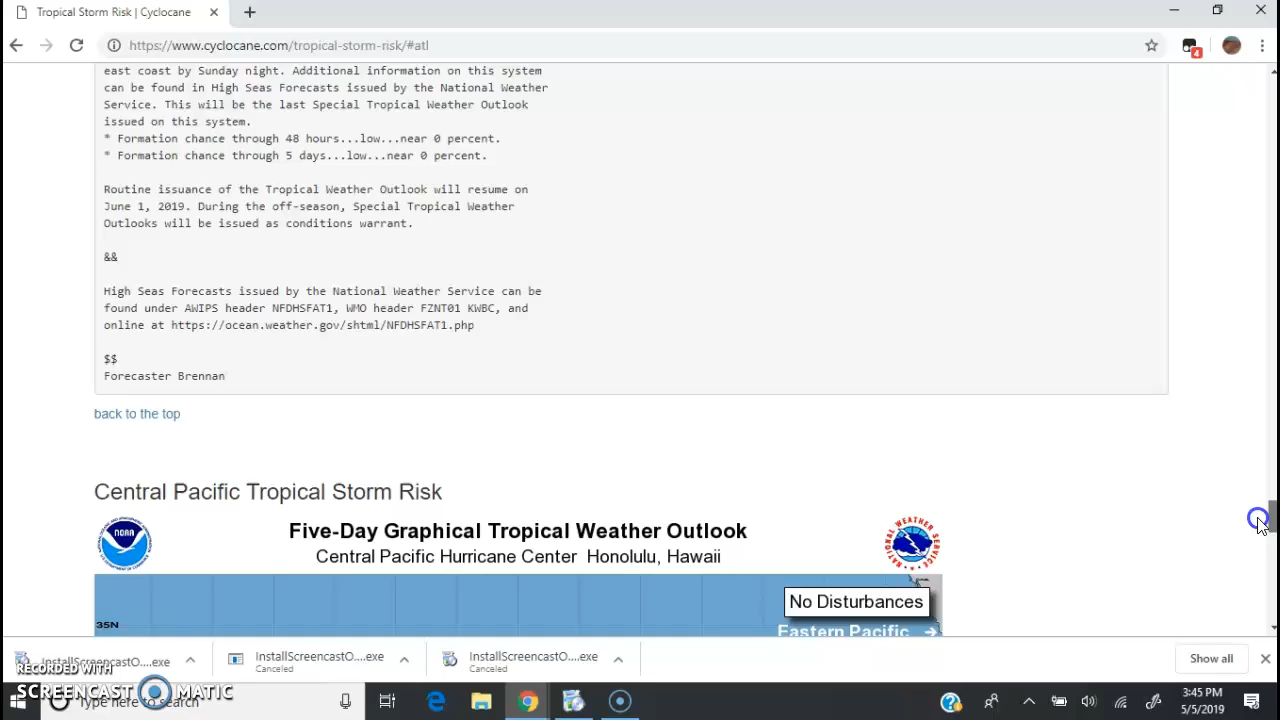 Tropical Storm Risk | Cyclocane
https://www.cyclocane.com/tropical-storm-risk/#atl
4
east coast by Sunday night. Additional information on this system
can be found in High Seas Forecasts issued by the National Weather
Service. This will be the last Special Tropical Weather Outlook
issued on this system.
* Formation chance through 48 hours...low...near 0 percent.
* Formation chance through 5 days...low...near 0 percent.
Routine issuance of the Tropical Weather Outlook will resume on
June 1, 2019. During the off-season, Special Tropical Weather
Outlooks will be issued as conditions warrant.
&&
High Seas Forecasts issued by the National Weather Service can be
found under AWIPS header NFDHSFAT1, WMO header FZNT01 KWBC, and
online at https://ocean.weather.gov/shtml/NFDHSFAT1.php
$$
Forecaster Brennan
back to the top
Central Pacific Tropical Storm Risk
NOAA
Five-Day Graphical Tropical Weather Outlook
NATIONAL WEATHER SERVICE
Central Pacific Hurricane Center Honolulu, Hawaii
No Disturbances
35N
Eastern Pacific
InstallScreencastO....exe
InstallScreencastO....exe
Canceled
InstallScreencastO....exe
Canceled
Show all
RECORDED WITH
SCREENCAST MATIC
Type here to search
3:45 PM
5/5/2019